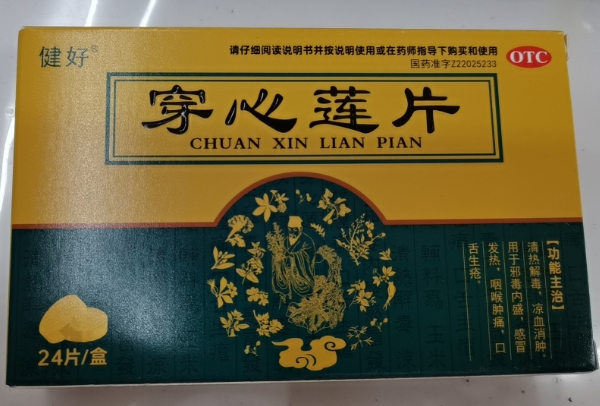 健好®
请仔细阅读说明书并按说明使用或在药师指导下购买和使用
国药准字Z22025233
OTC
穿心莲片
CHUAN XIN LIAN PIAN
【功能主治】
清热解毒，凉血消肿。
用于邪毒内盛，感冒
发热，咽喉肿痛，口
舌生疮。
24片/盒